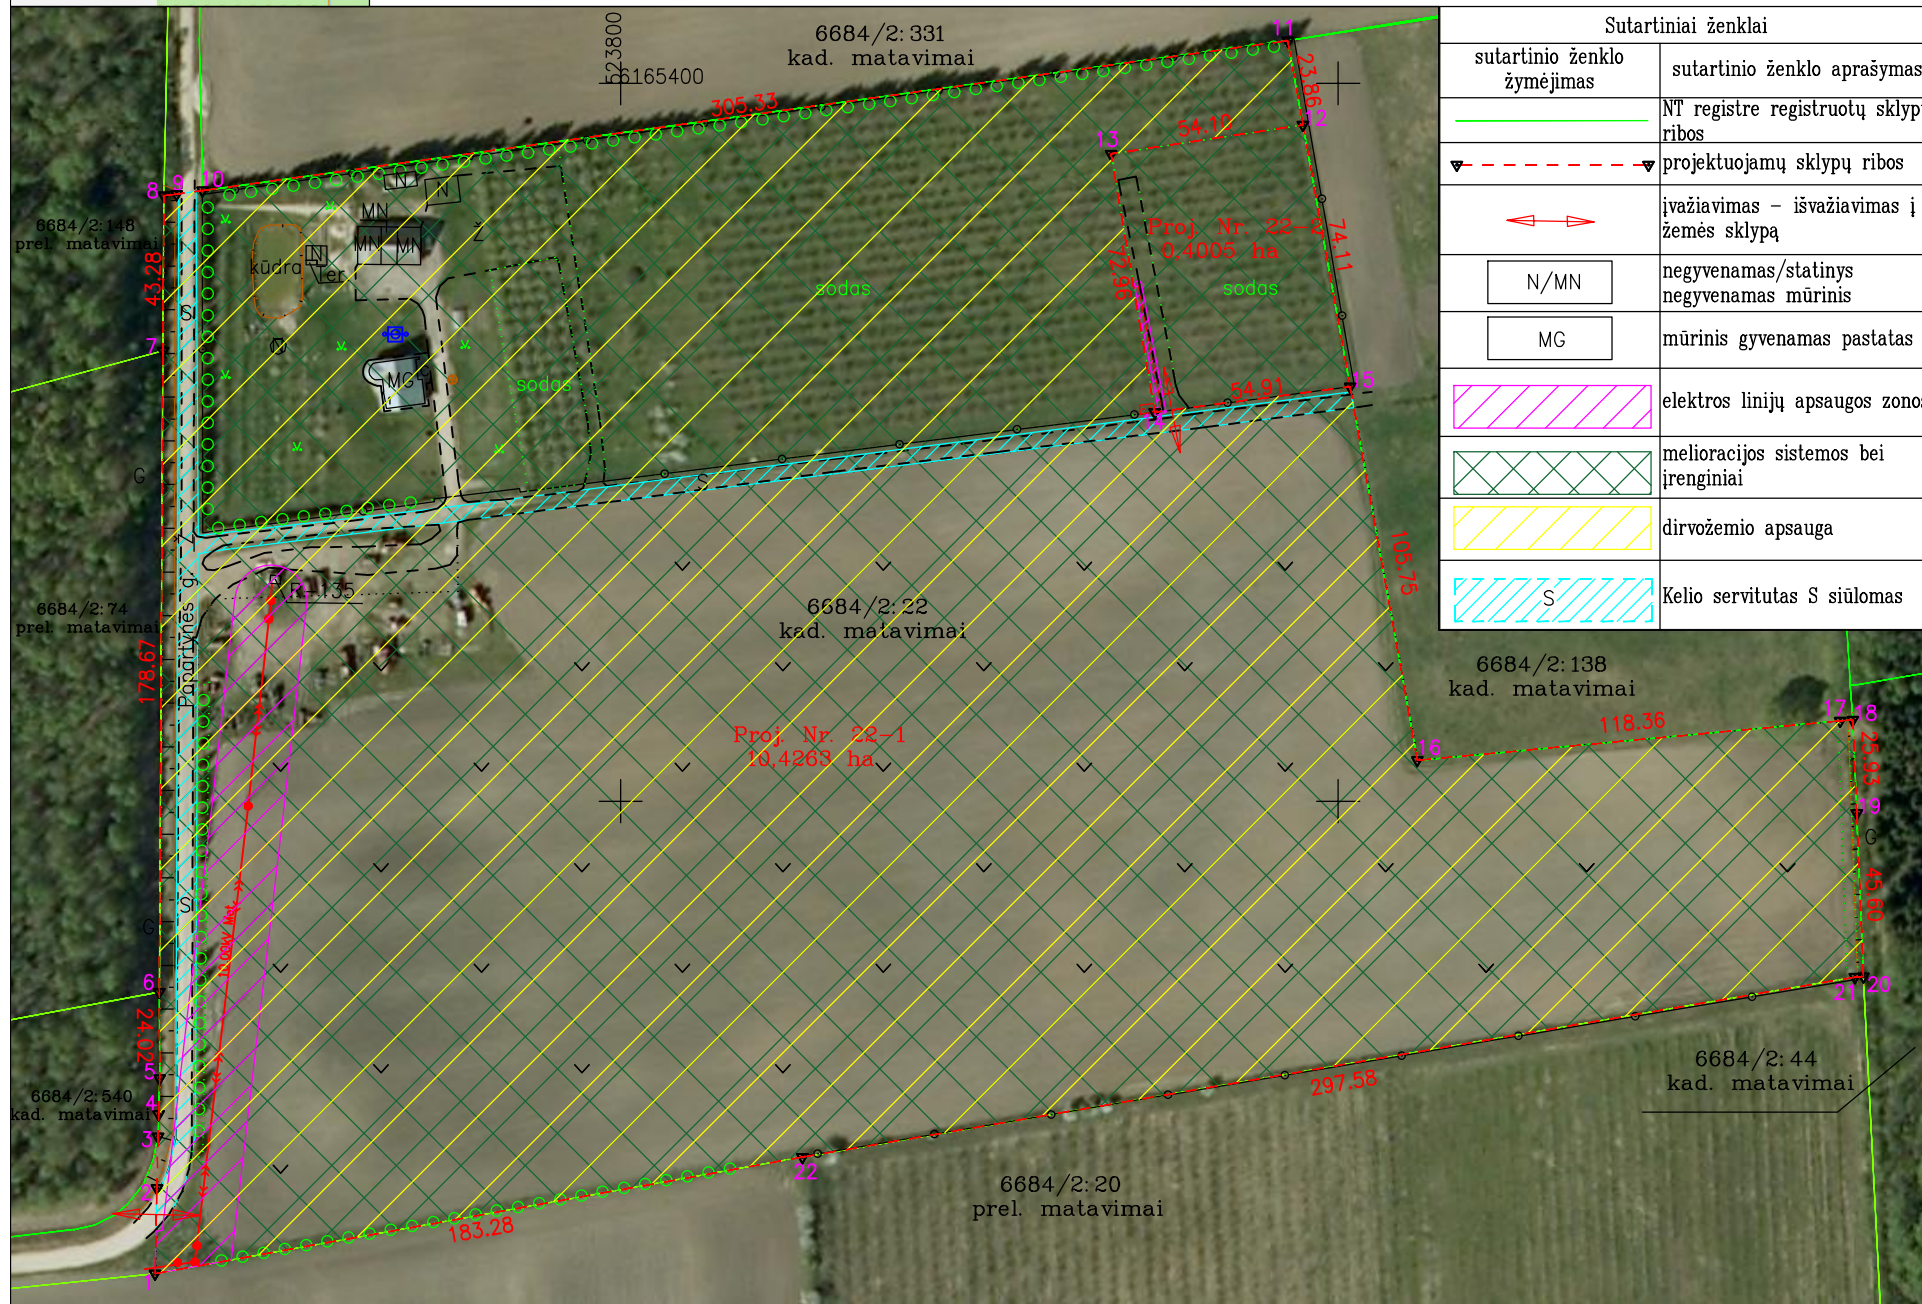 6684/2:331
kad. matavimai
523800
6165400
11
305.33
23.86
12
13
54.10
8
9
10
6684/2:148
prel. matavimai
43.28
7
N
N
MN
MN
MN
Ž
kūdra
N
Ter
MG
sodas
sodas
sodas
Proj. Nr. 22-2
0,4005 ha
72.96
74.11
15
54.91
14
S
S
G
Ž
R-135
Papartynės g.
6684/2:74
prel. matavimai
178.67
6684/2:22
kad. matavimai
105.75
6684/2:138
kad. matavimai
Proj. Nr. 22-1
10,4263 ha
16
118.36
17
18
25.93
19
G
45.60
S
G
6
24.02
5
4
3
2
1
6684/2:540
kad. matavimai
21
20
6684/2:44
kad. matavimai
297.58
22
183.28
6684/2:20
prel. matavimai
Sutartiniai ženklai
sutartinio ženklo
žymėjimas
sutartinio ženklo aprašymas
NT registre registruotų sklypų
ribos
projektuojamų sklypų ribos
įvažiavimas – išvažiavimas į
žemės sklypą
N/MN
negyvenamas/statinys
negyvenamas mūrinis
MG
mūrinis gyvenamas pastatas
elektros linijų apsaugos zonos
melioracijos sistemos bei
įrenginiai
dirvožemio apsauga
S
Kelio servitutas S siūlomas